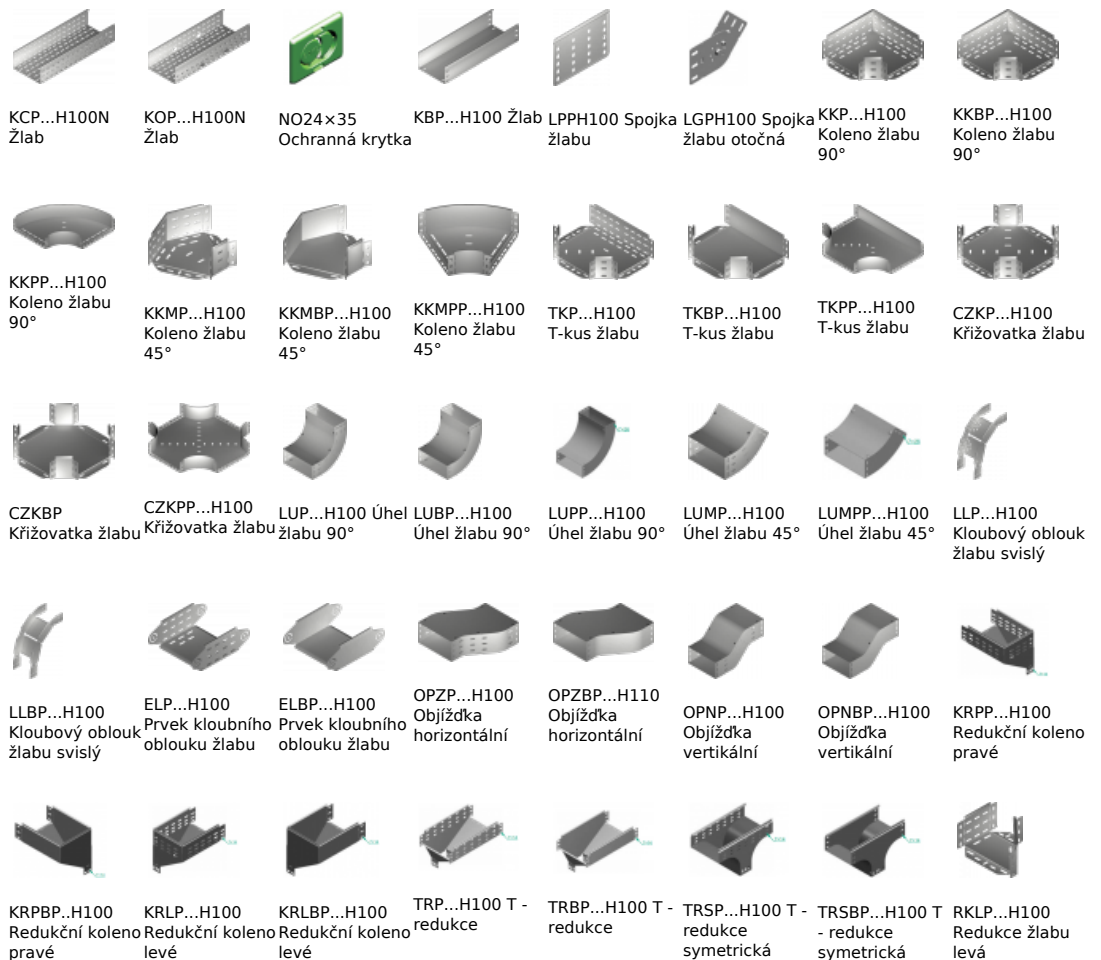 KCP...H100N
Žlab
KOP...H100N
Žlab
NO24×35
Ochranná krytka
KBP...H100 Žlab
LPPH100 Spojka
žlabu
LGPH100 Spojka
žlabu otočná
KKP...H100
Koleno žlabu
90°
KKBP...H100
Koleno žlabu
90°
KKPP...H100
Koleno žlabu
90°
KKMP...H100
Koleno žlabu
45°
KKMBP...H100
Koleno žlabu
45°
KKMPP...H100
Koleno žlabu
45°
TKP...H100
T-kus žlabu
TKBP...H100
T-kus žlabu
TKPP...H100
T-kus žlabu
CZKP...H100
Křižovatka žlabu
CZKBP
Křižovatka žlabu
CZKPP...H100
Křižovatka žlabu
LUP...H100 Úhel
žlabu 90°
LUBP...H100
Úhel žlabu 90°
LUPP...H100
Úhel žlabu 90°
LUMP...H100
Úhel žlabu 45°
LUMPP...H100
Úhel žlabu 45°
LLP...H100
Kloubový oblouk
žlabu svislý
LLBP...H100
Kloubový oblouk
žlabu svislý
ELP...H100
Prvek kloubního
oblouku žlabu
ELBP...H100
Prvek kloubního
oblouku žlabu
OPZP...H100
Objížďka
horizontální
OPZBP...H110
Objížďka
horizontální
OPNP...H100
Objížďka
vertikální
OPNBP...H100
Objížďka
vertikální
KRPP...H100
Redukční koleno
pravé
KRPBP..H100
Redukční koleno
pravé
KRLP...H100
Redukční koleno
levé
KRLBP...H100
Redukční koleno
levé
TRP...H100 T -
redukce
TRBP...H100 T -
redukce
TRSP...H100 T -
redukce
symetrická
TRSBP...H100 T
- redukce
symetrická
RKLP...H100
Redukce žlabu
levá